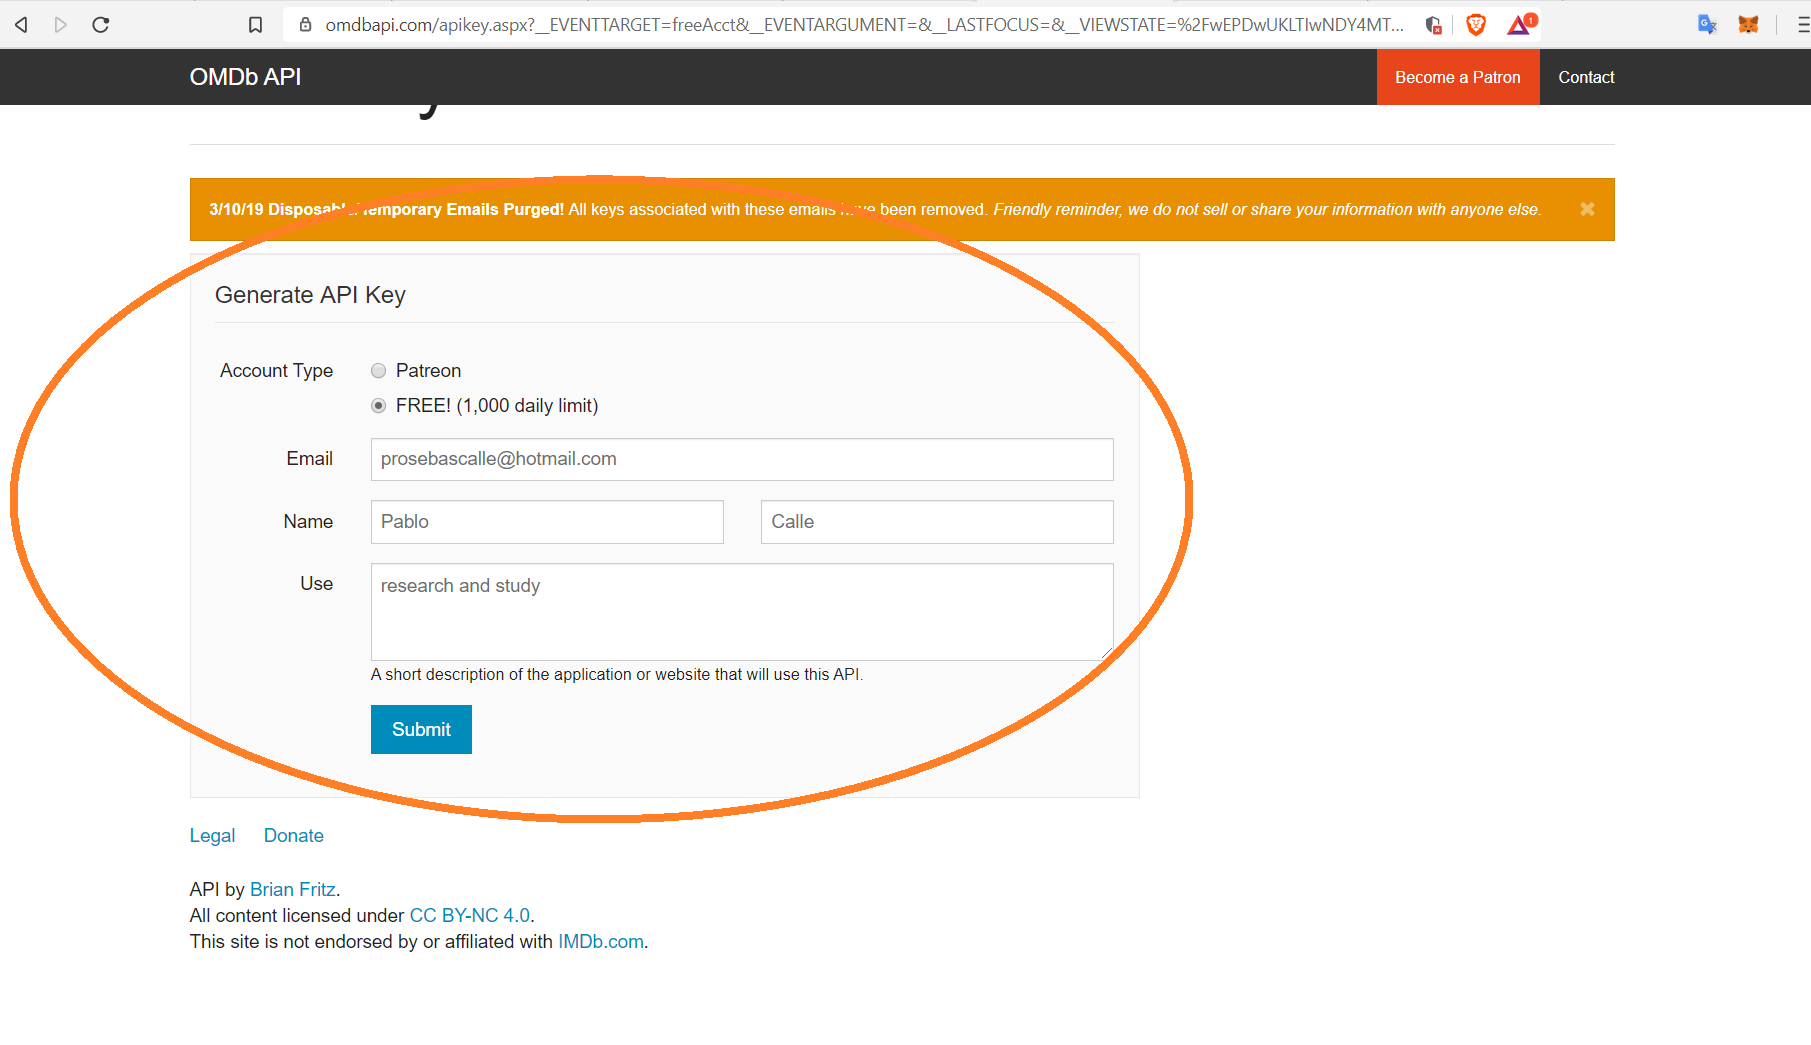 omdbapi.com/apikey.aspx?__EVENTTARGET=freeAcct&__EVENTARGUMENT=&__LASTFOCUS=&__VIEWSTATE=%2FwEPDwUKLTIwNDY4MT...
1
OMDb API
Become a Patron
Contact
3/10/19 Temporary Emails Purged! All keys associated with these emails been removed. Friendly reminder, we do not sell or share your information with anyone else.
Generate API Key
Account Type
Patreon
FREE! (1,000 daily limit)
Email
prosebascalle@hotmail.com
Name
Pablo
Calle
Use
research and study
A short description of the application or website that will use this API.
Submit
Legal
Donate
API by Brian Fritz.
All content licensed under CC BY-NC 4.0.
This site is not endorsed by or affiliated with IMDb.com.